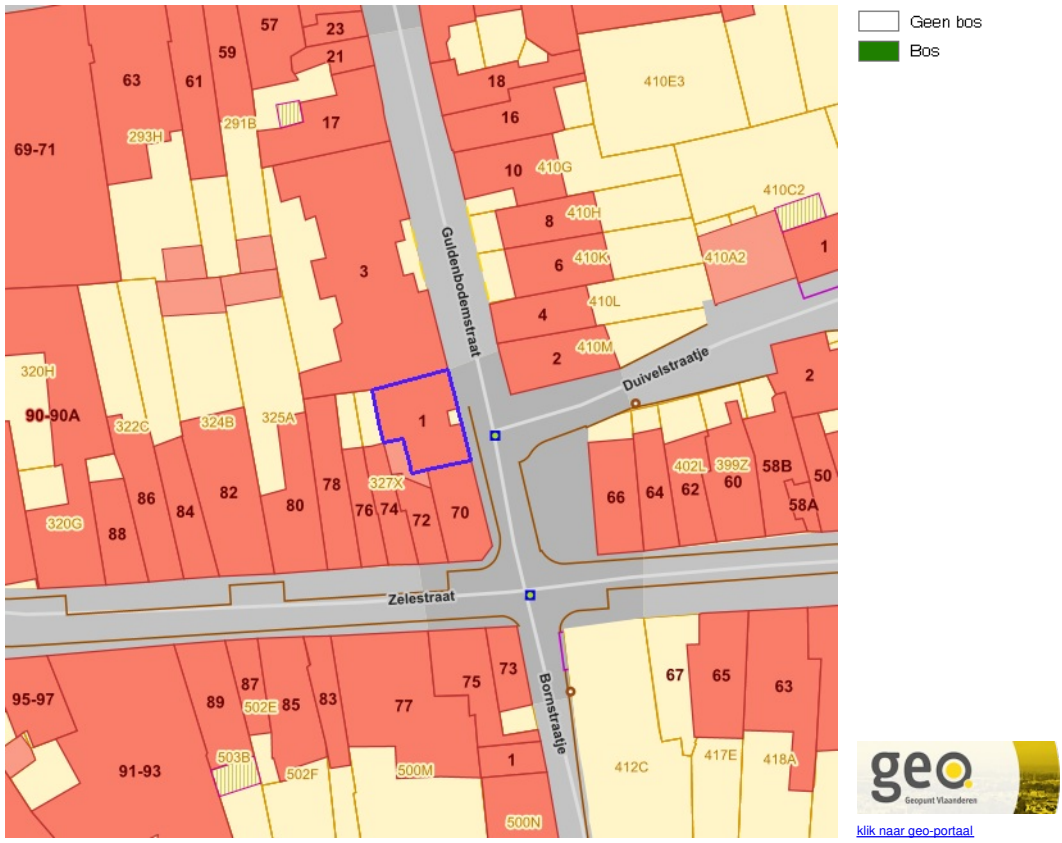 57
23
21
59
63
61
17
293H
291B
69-71
18
16
10
410G
410E3
410C2
8
410H
6
410K
410A2
1
3
4
410L
2
410M
Guldenbodemstraat
Duivelstraatje
2
320H
90-90A
322C
324B
325A
1
327X
320G
88
86
84
82
80
78
76
74
72
70
66
64
402L
62
399Z
60
58B
58A
50
Zelestraat
95-97
91-93
89
87
502E
85
83
77
75
73
503B
502F
500M
1
500N
Bornstraatje
67
65
63
412C
417E
418A
Geen bos
Bos
geo
Geopunt Vlaanderen
klik naar geo-portaal